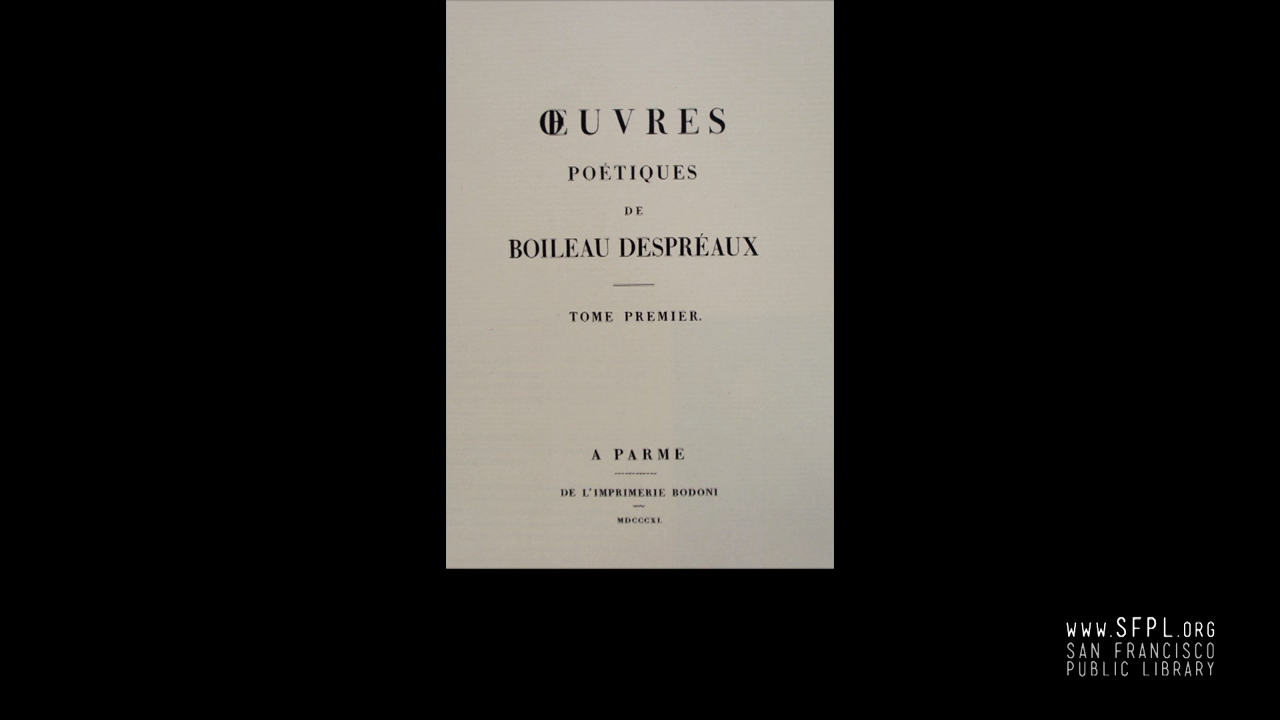 ŒUVRES
POÉTIQUES
DE
BOILEAU DESPRÉAUX
TOME PREMIER.
A PARME
DE L'IMPRIMERIE BODONI
MDCCCXI.
www.SFPL.ORG
SAN FRANCISCO
PUBLIC LIBRARY